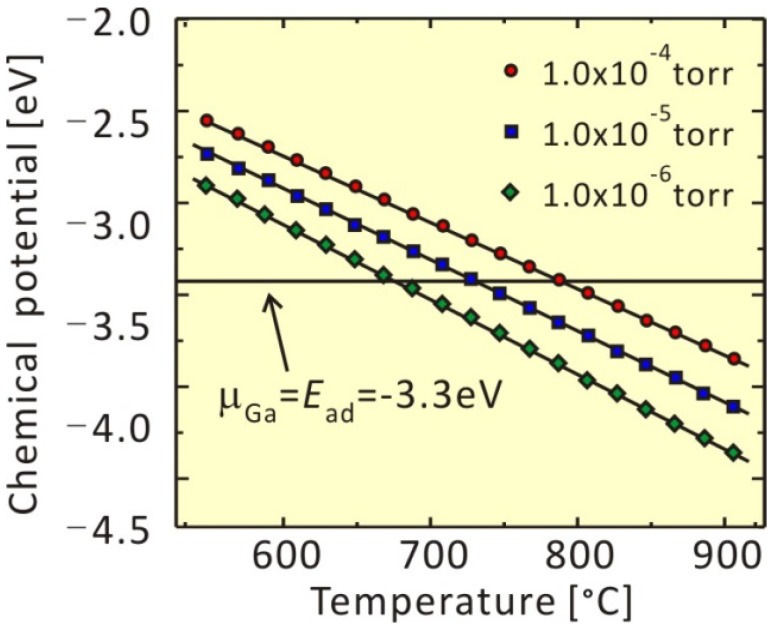 Chemical potential [eV]
−2.0
−2.5
−3.0
−3.5
−4.0
−4.5
1.0x10⁻⁴torr
1.0x10⁻⁵torr
1.0x10⁻⁶torr
μGa=Ead=-3.3eV
600 700 800 900
Temperature [°C]